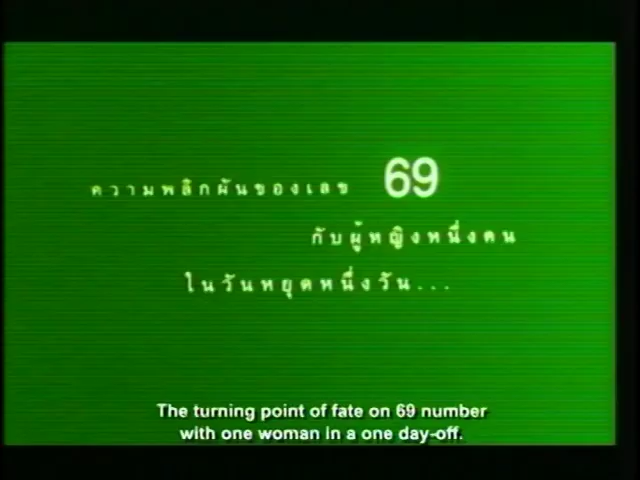 ความพลิกผันของเลข 69
กับผู้หญิงหนึ่งคน
ในวันหยุดหนึ่งวัน...
The turning point of fate on 69 number
with one woman in a one day-off.